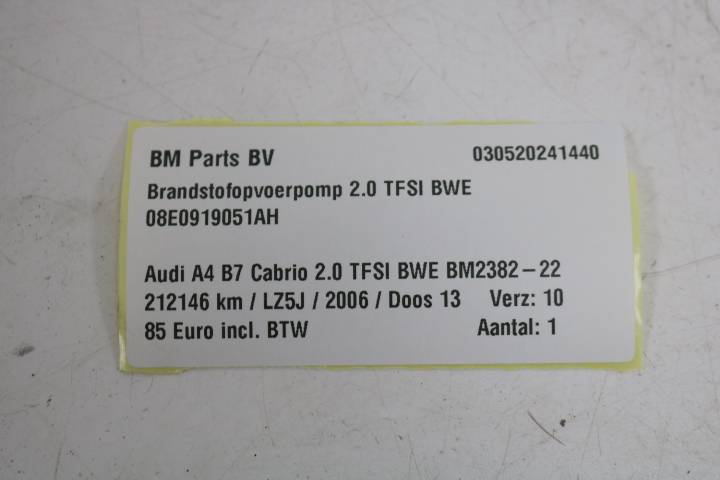 BM Parts BV 030520241440
Brandstofopvoerpomp 2.0 TFSI BWE
08E0919051AH
Audi A4 B7 Cabrio 2.0 TFSI BWE BM2382-22
212146 km / LZ5J / 2006 / Doos 13 Verz: 10
85 Euro incl. BTW Aantal: 1